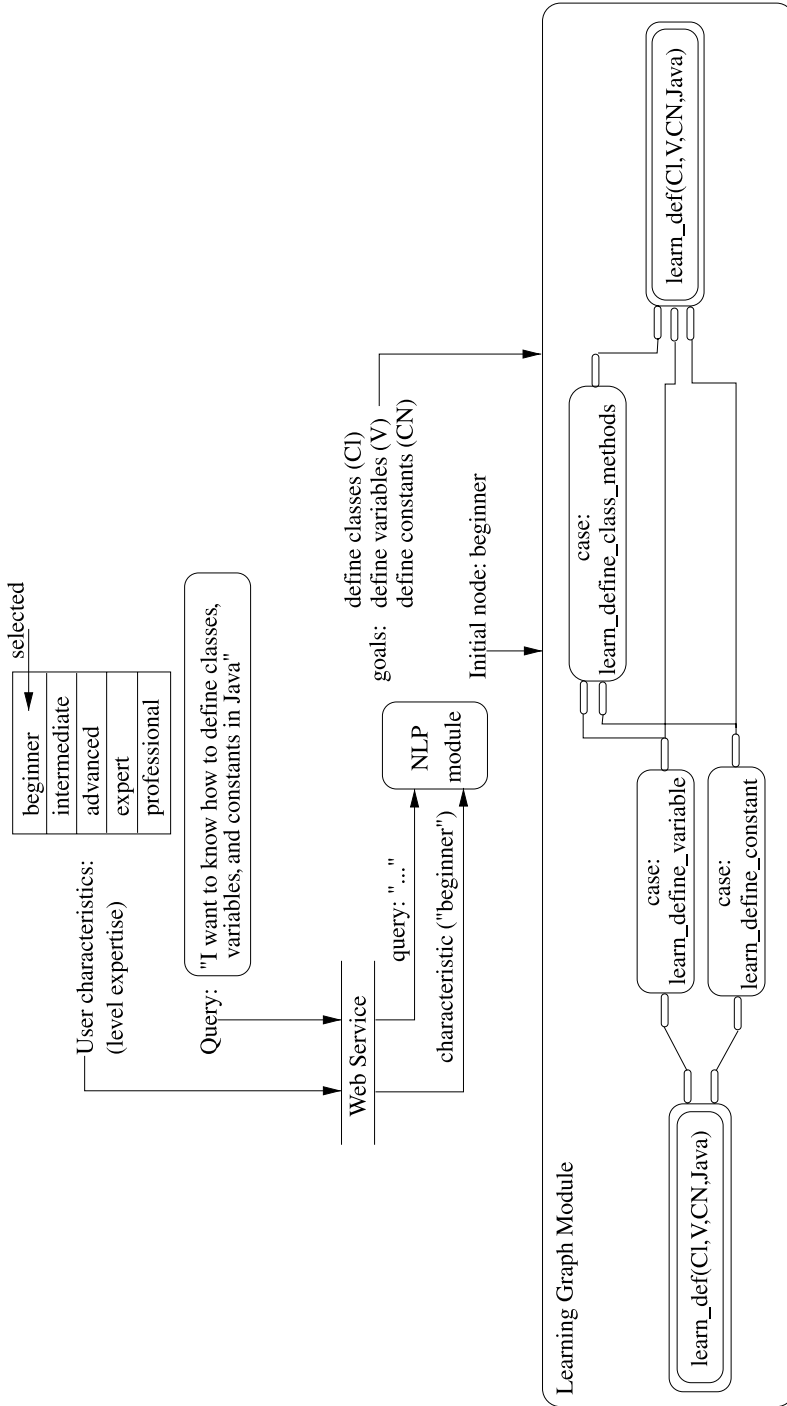 User characteristics:
(level expertise)
beginner
intermediate
advanced
expert
professional
selected
Query:
"I want to know how to define classes,
variables, and constants in Java"
Web Service
query: "..."
characteristic ("beginner")
NLP
module
define classes (Cl)
goals: define variables (V)
define constants (CN)
Initial node: beginner
Learning Graph Module
learn_def(Cl,V,CN,Java)
case:
learn_define_variable
case:
learn_define_constant
case:
learn_define_class_methods
learn_def(Cl,V,CN,Java)